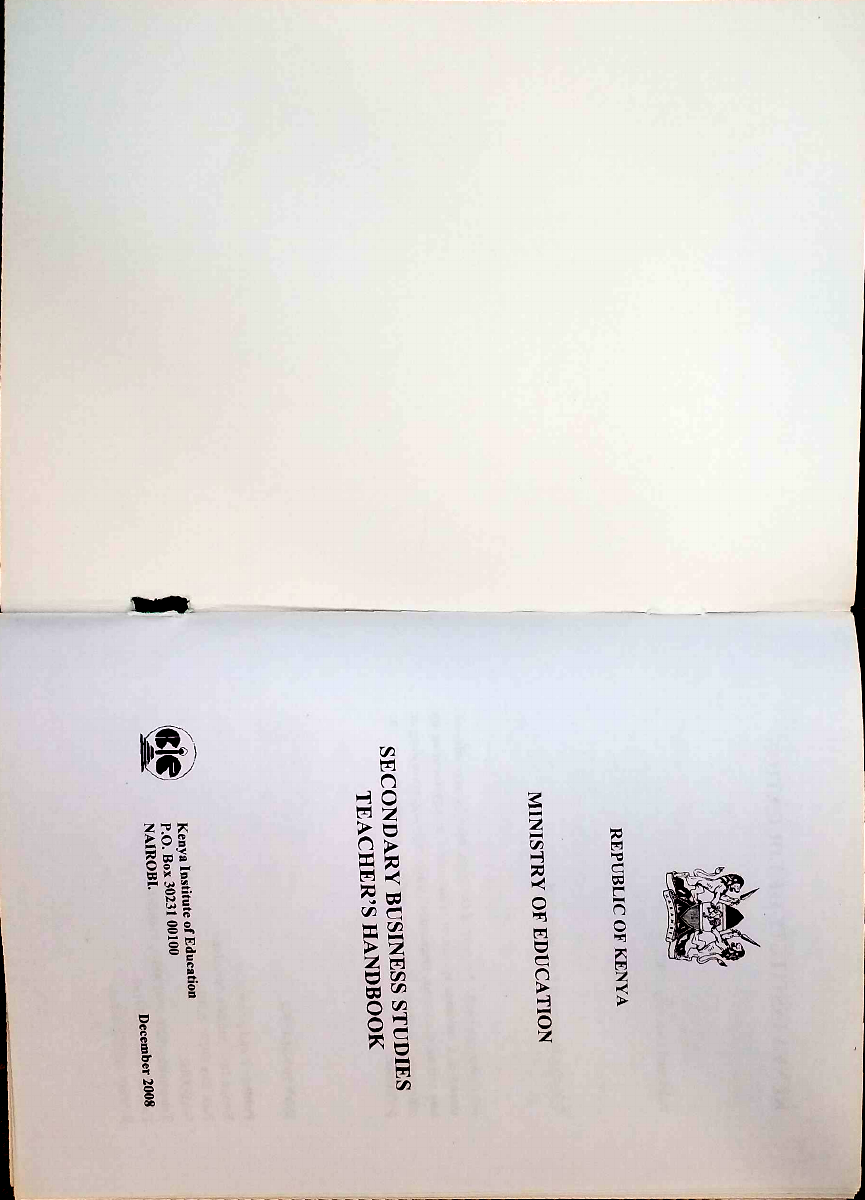 REPUBLIC OF KENYA
MINISTRY OF EDUCATION
SECONDARY BUSINESS STUDIES
TEACHER'S HANDBOOK
KIE
Kenya Institute of Education
P.O. Box 30231 00100
NAIROBI.
December 2008